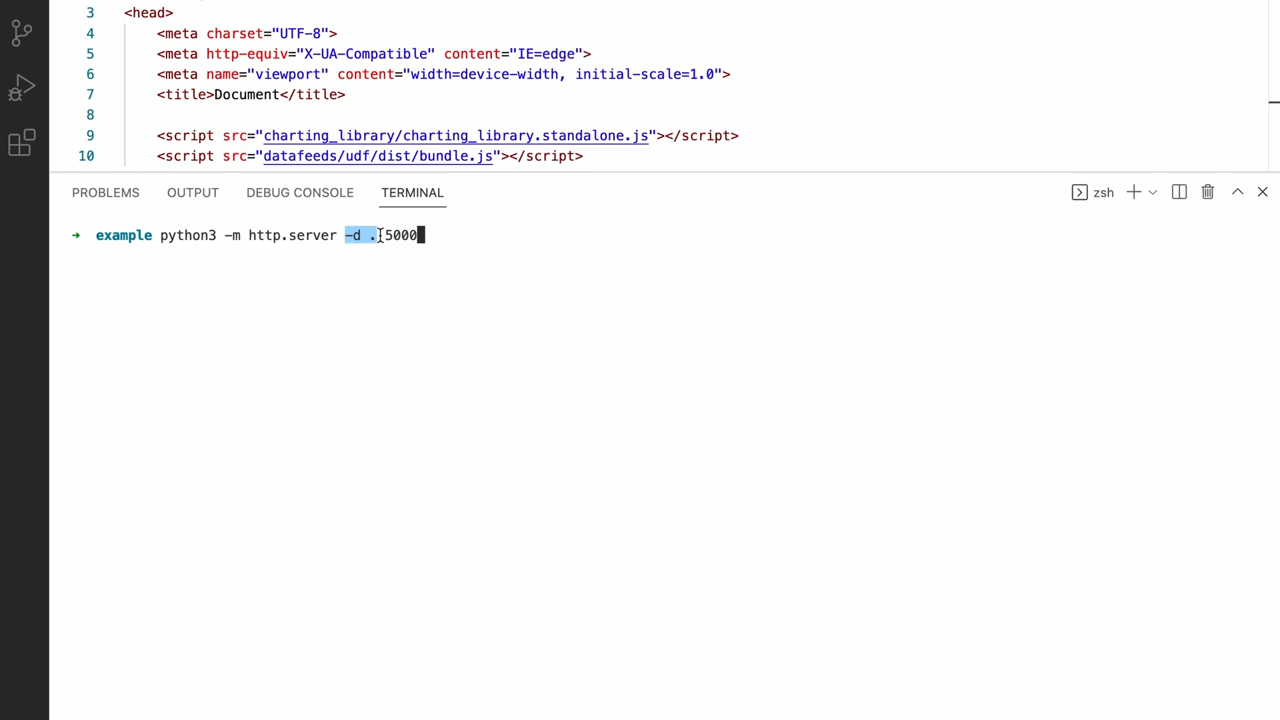 3 <head>
4 <meta charset="UTF-8">
5 <meta http-equiv="X-UA-Compatible" content="IE=edge">
6 <meta name="viewport" content="width=device-width, initial-scale=1.0">
7 <title>Document</title>
8
9 <script src="charting_library/charting_library.standalone.js"></script>
10 <script src="datafeeds/udf/dist/bundle.js"></script>
PROBLEMS OUTPUT DEBUG CONSOLE TERMINAL zsh
➜ example python3 -m http.server -d . 5000